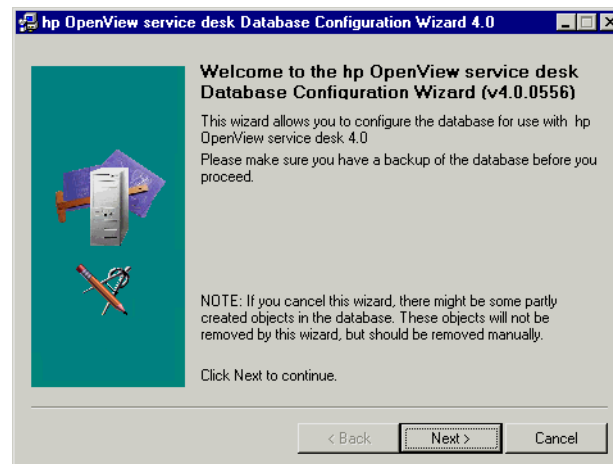 hp OpenView service desk Database Configuration Wizard 4.0
Welcome to the hp OpenView service desk
Database Configuration Wizard (v4.0.0556)
This wizard allows you to configure the database for use with hp
OpenView service desk 4.0
Please make sure you have a backup of the database before you
proceed.
NOTE: If you cancel this wizard, there might be some partly
created objects in the database. These objects will not be
removed by this wizard, but should be removed manually.
Click Next to continue.
< Back
Next >
Cancel